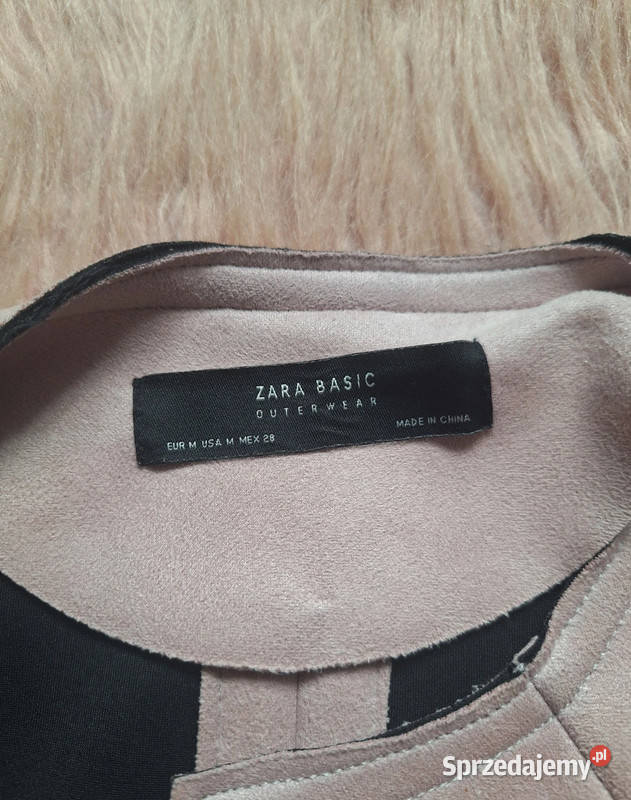 ZARA BASIC
OUTERWEAR
EUR M USA M MEX 28
MADE IN CHINA
Sprzedajemy.pl